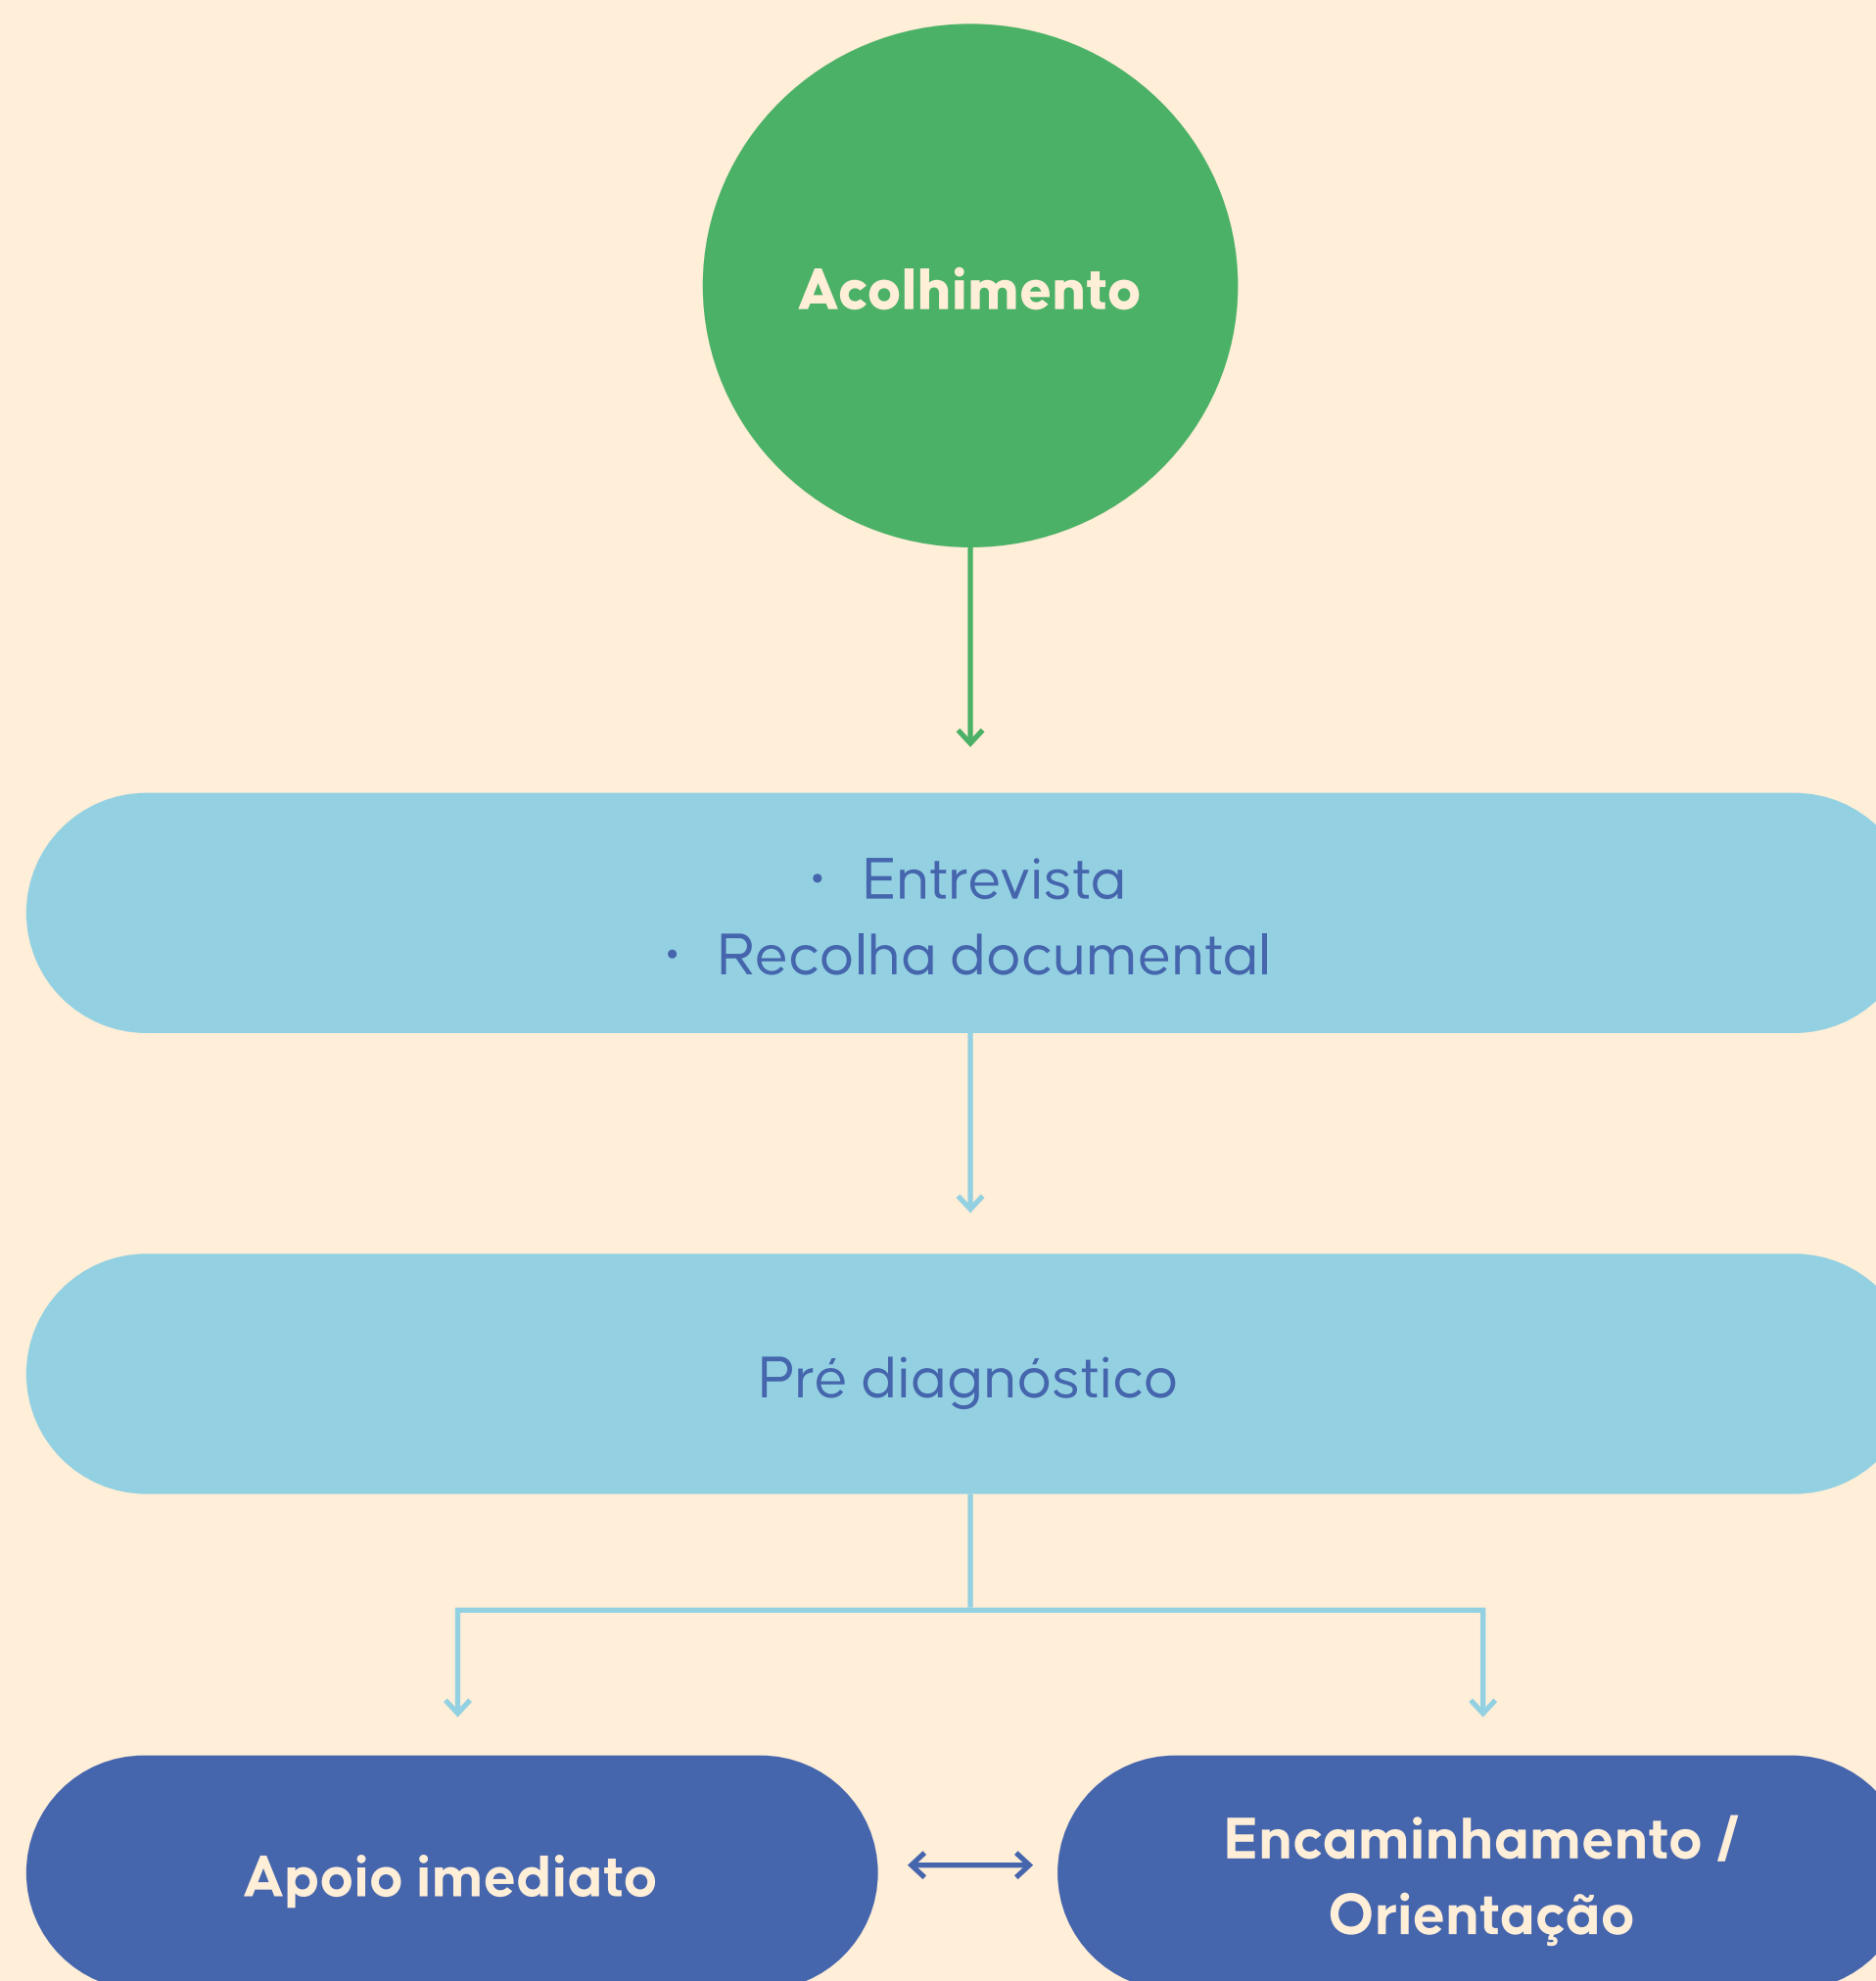 Acolhimento
• Entrevista
• Recolha documental
Pré diagnóstico
Apoio imediato
Encaminhamento /
Orientação